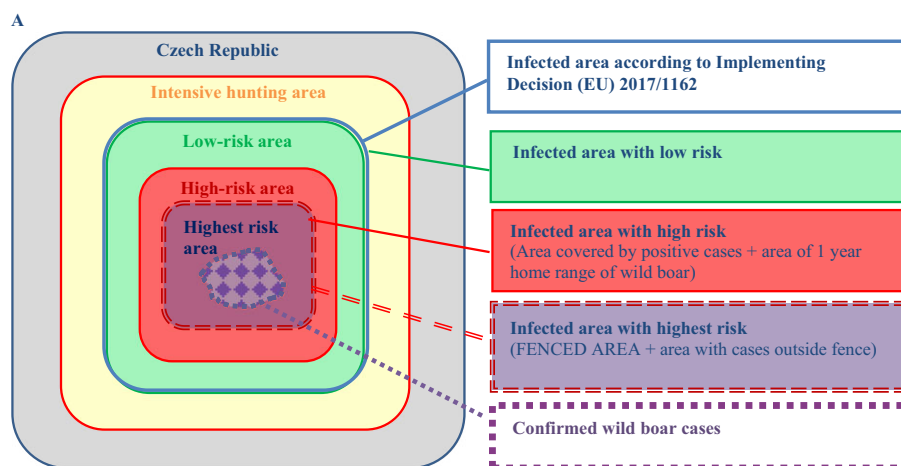 A
Czech Republic
Intensive hunting area
Low-risk area
High-risk area
Highest risk
area
Infected area according to Implementing
Decision (EU) 2017/1162
Infected area with low risk
Infected area with high risk
(Area covered by positive cases + area of 1 year
home range of wild boar)
Infected area with highest risk
(FENCED AREA + area with cases outside fence)
Confirmed wild boar cases